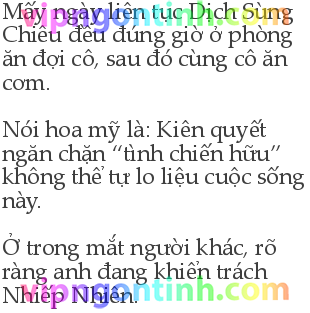 Mấy ngày liên tục Dịch Sùng
vipngontinh.com
Chiếu đều đúng giờ ở phòng
ăn đợi cô, sau đó cùng cô ăn
cơm.
Nói hoa mỹ là: Kiên quyết
ngăn chặn “tình chiến hữu”
không thể tự lo liệu cuộc sống
này.
Ở trong mắt người khác, rõ
ràng anh đang khiển trách
Nhiếp Nhiên.
vipngontinh.com